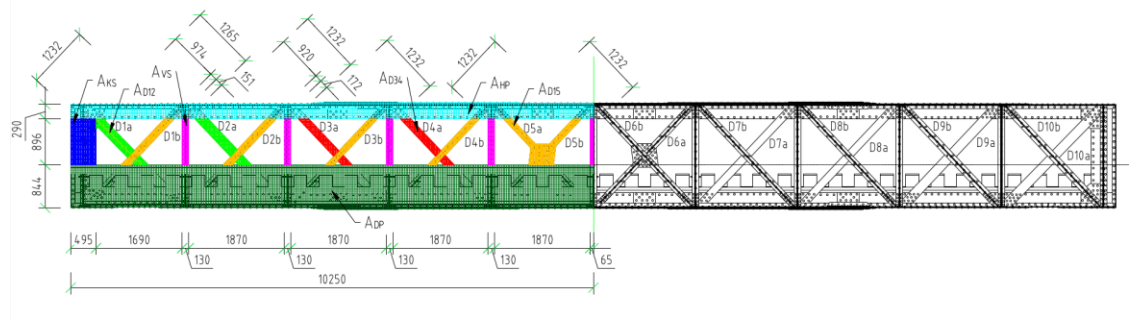 1232
1265
1232
1232
1232
1232
974
151
920
172
AKS
AD12
AVS
AD34
AHP
AD15
290
896
844
D1a
D1b
D2a
D2b
D3a
D3b
D4a
D4b
D5a
D5b
D6b
D6a
D7b
D7a
D8b
D8a
D9b
D9a
D10b
D10a
ADP
495
1690
1870
1870
1870
1870
130
130
130
130
65
10250